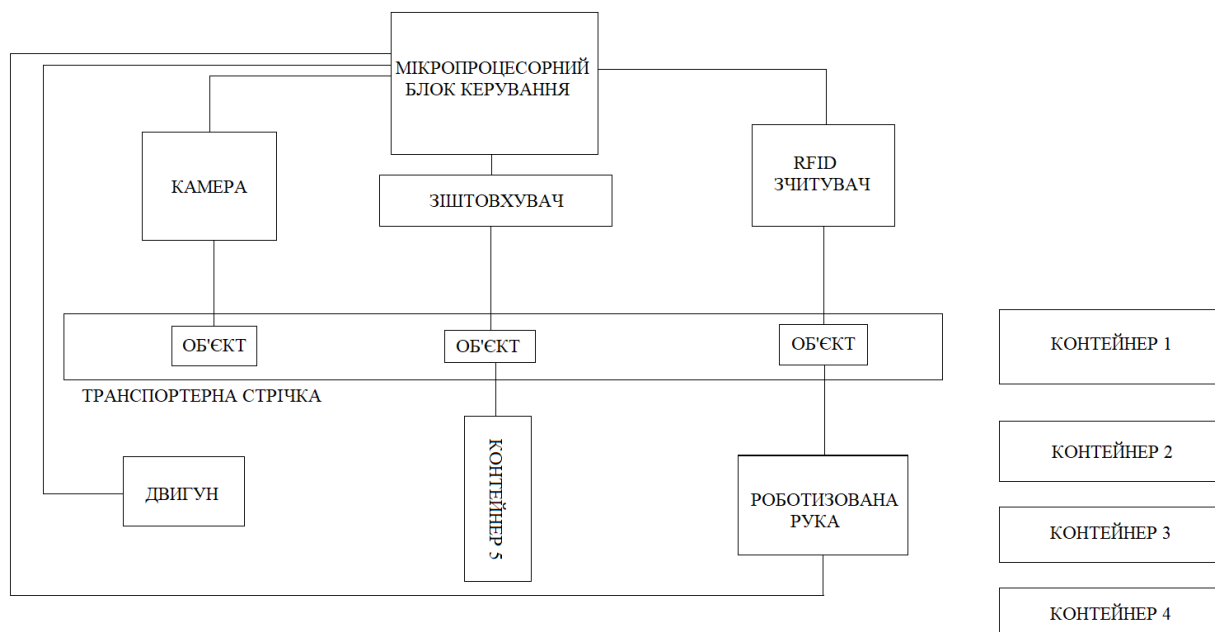 МІКРОПРОЦЕСОРНИЙ
БЛОК КЕРУВАННЯ
КАМЕРА
ЗІШТОВХУВАЧ
RFID
ЗЧИТУВАЧ
ОБ'ЄКТ
ОБ'ЄКТ
ОБ'ЄКТ
КОНТЕЙНЕР 1
ТРАНСПОРТЕРНА СТРІЧКА
КОНТЕЙНЕР 5
КОНТЕЙНЕР 2
ДВИГУН
РОБОТИЗОВАНА
РУКА
КОНТЕЙНЕР 3
КОНТЕЙНЕР 4